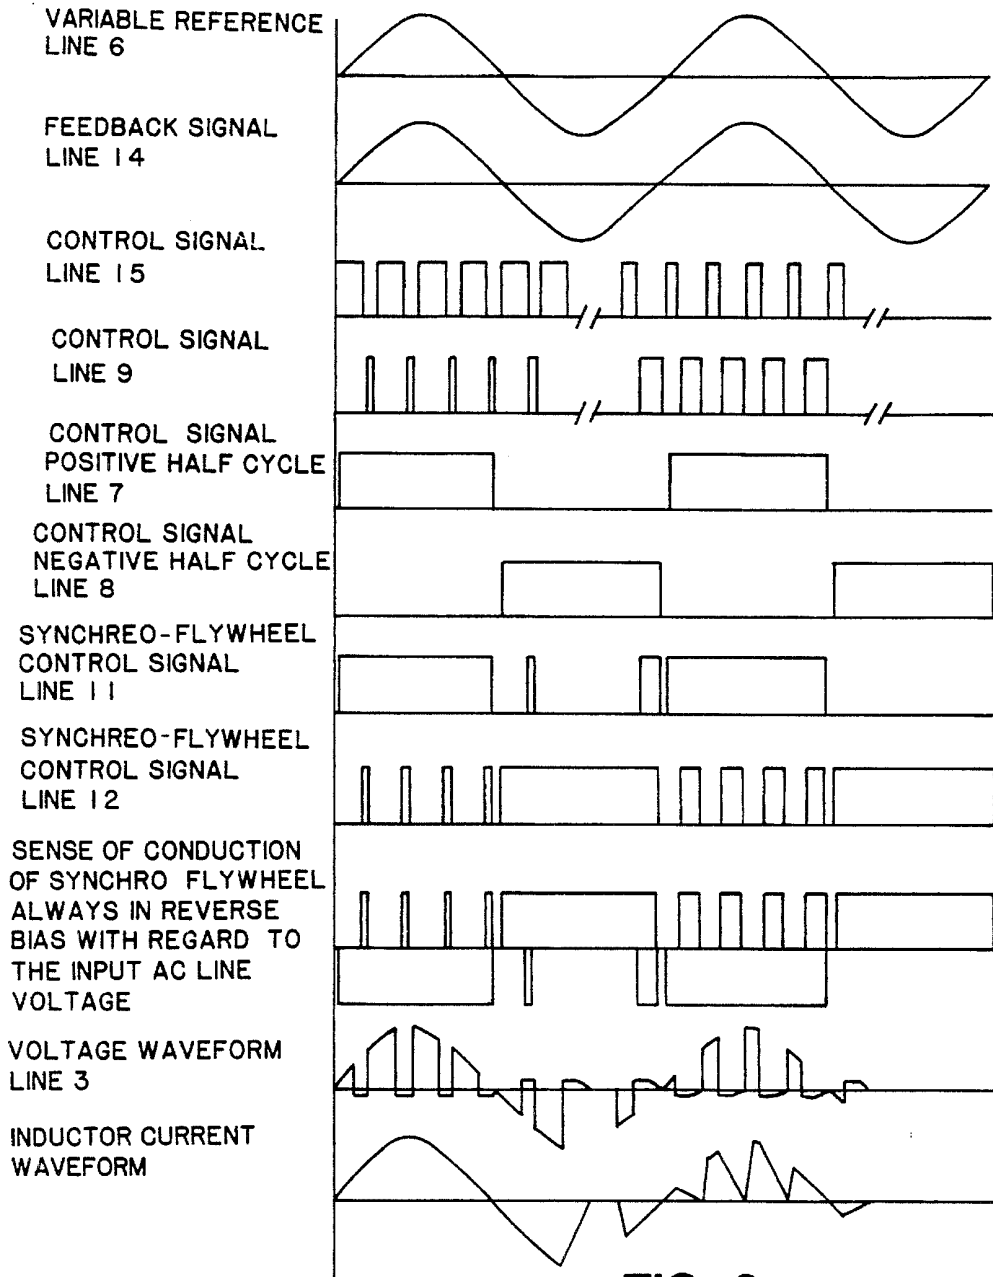 VARIABLE REFERENCE
LINE 6
FEEDBACK SIGNAL
LINE 14
CONTROL SIGNAL
LINE 15
CONTROL SIGNAL
LINE 9
CONTROL SIGNAL
POSITIVE HALF CYCLE
LINE 7
CONTROL SIGNAL
NEGATIVE HALF CYCLE
LINE 8
SYNCHREO-FLYWHEEL
CONTROL SIGNAL
LINE 11
SYNCHREO-FLYWHEEL
CONTROL SIGNAL
LINE 12
SENSE OF CONDUCTION
OF SYNCHRO FLYWHEEL
ALWAYS IN REVERSE
BIAS WITH REGARD TO
THE INPUT AC LINE
VOLTAGE
VOLTAGE WAVEFORM
LINE 3
INDUCTOR CURRENT
WAVEFORM